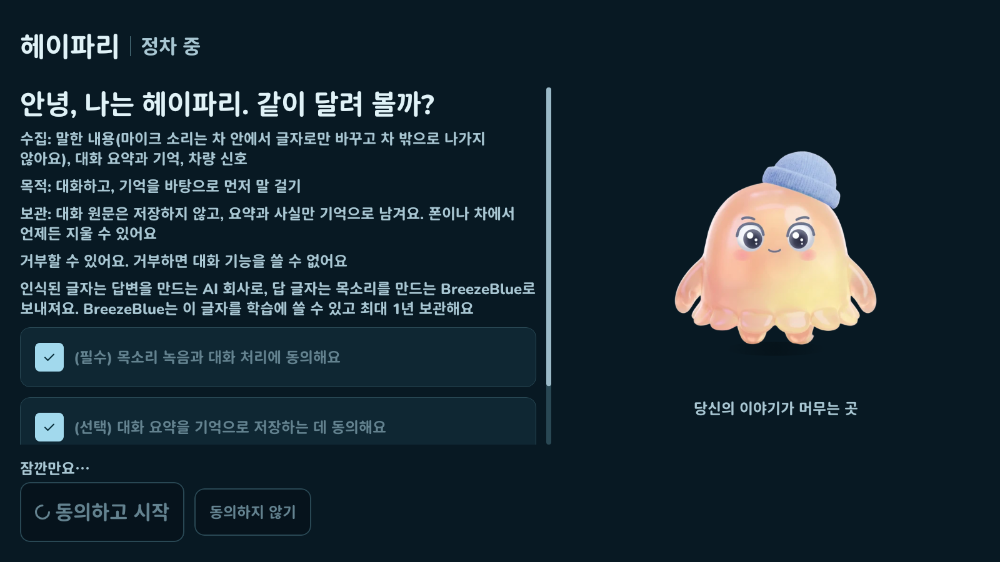 헤이파리 | 정차 중
안녕, 나는 헤이파리. 같이 달려 볼까?
수집: 말한 내용(마이크 소리는 차 안에서 글자로만 바꾸고 차 밖으로 나가지
않아요), 대화 요약과 기억, 차량 신호
목적: 대화하고, 기억을 바탕으로 먼저 말 걸기
보관: 대화 원문은 저장하지 않고, 요약과 사실만 기억으로 남겨요. 폰이나 차에서
언제든 지울 수 있어요
거부할 수 있어요. 거부하면 대화 기능을 쓸 수 없어요
인식된 글자는 답변을 만드는 AI 회사로, 답 글자는 목소리를 만드는 BreezeBlue로
보내져요. BreezeBlue는 이 글자를 학습에 쓸 수 있고 최대 1년 보관해요
(필수) 목소리 녹음과 대화 처리에 동의해요
(선택) 대화 요약을 기억으로 저장하는 데 동의해요
잠깐만요…
동의하고 시작
동의하지 않기
당신의 이야기가 머무는 곳